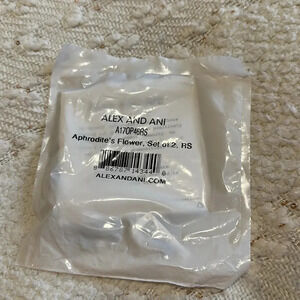 ALEX AND ANI
A17OP46RS
Aphrodite's Flower, Set of 2, RS
ALEXANDANI.COM